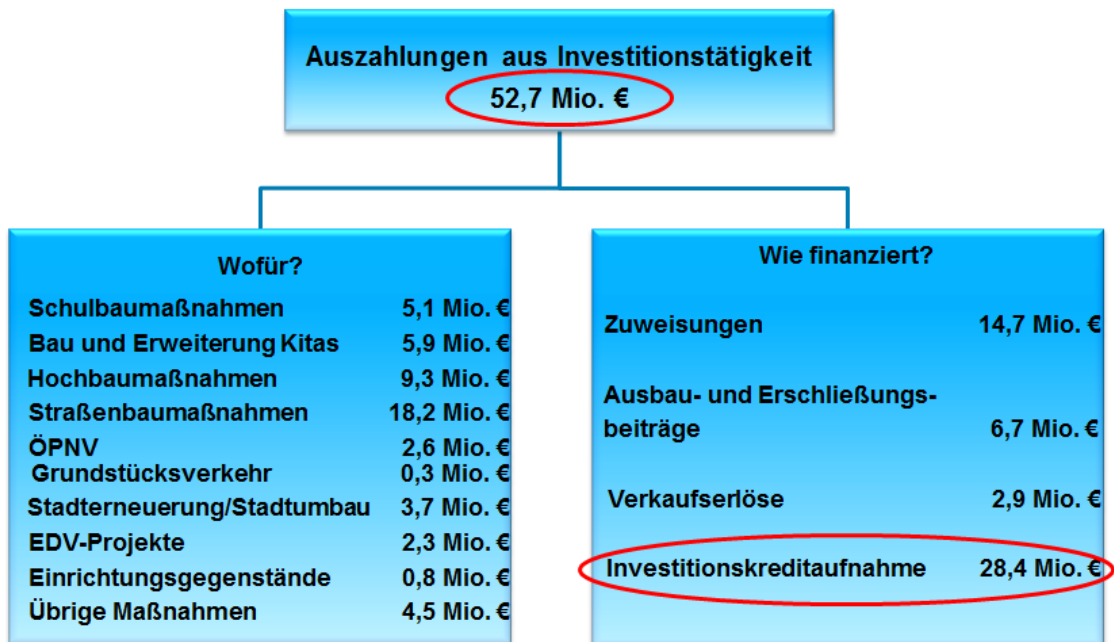 Auszahlungen aus Investitionstätigkeit
52,7 Mio. €
Wofür?
Schulbaumaßnahmen 5,1 Mio. €
Bau und Erweiterung Kitas 5,9 Mio. €
Hochbaumaßnahmen 9,3 Mio. €
Straßenbaumaßnahmen 18,2 Mio. €
ÖPNV 2,6 Mio. €
Grundstücksverkehr 0,3 Mio. €
Stadterneuerung/Stadtumbau 3,7 Mio. €
EDV-Projekte 2,3 Mio. €
Einrichtungsgegenstände 0,8 Mio. €
Übrige Maßnahmen 4,5 Mio. €
Wie finanziert?
Zuweisungen 14,7 Mio. €
Ausbau- und Erschließungs-
beiträge 6,7 Mio. €
Verkaufserlöse 2,9 Mio. €
Investitionskreditaufnahme 28,4 Mio. €